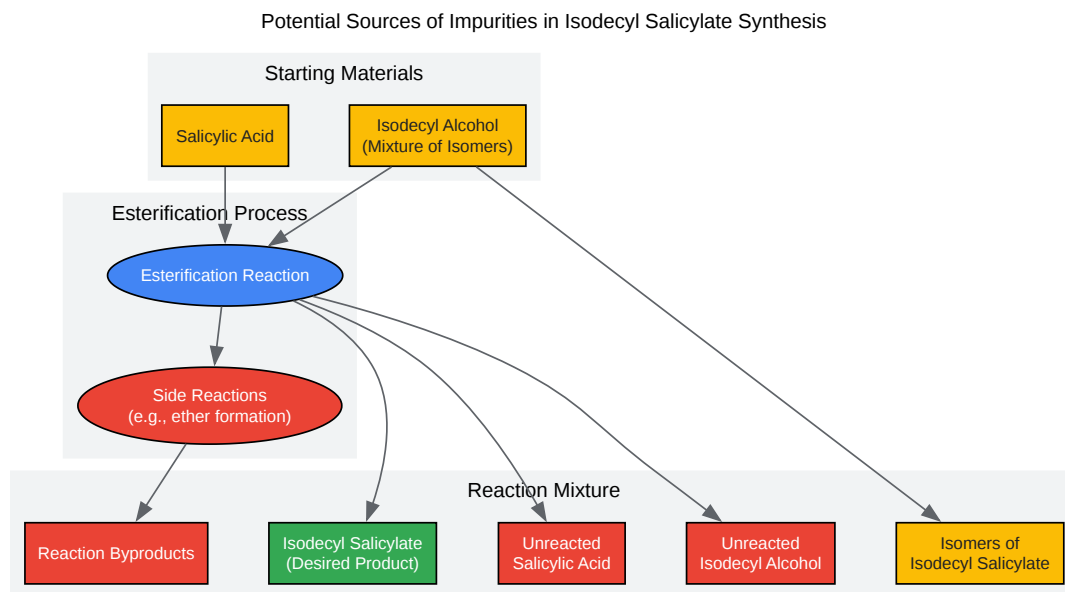 Potential Sources of Impurities in Isodecyl Salicylate Synthesis
Starting Materials
Salicylic Acid
Isodecyl Alcohol
(Mixture of Isomers)
Esterification Process
Esterification Reaction
Side Reactions
(e.g., ether formation)
Reaction Mixture
Reaction Byproducts
Isodecyl Salicylate
(Desired Product)
Unreacted
Salicylic Acid
Unreacted
Isodecyl Alcohol
Isomers of
Isodecyl Salicylate